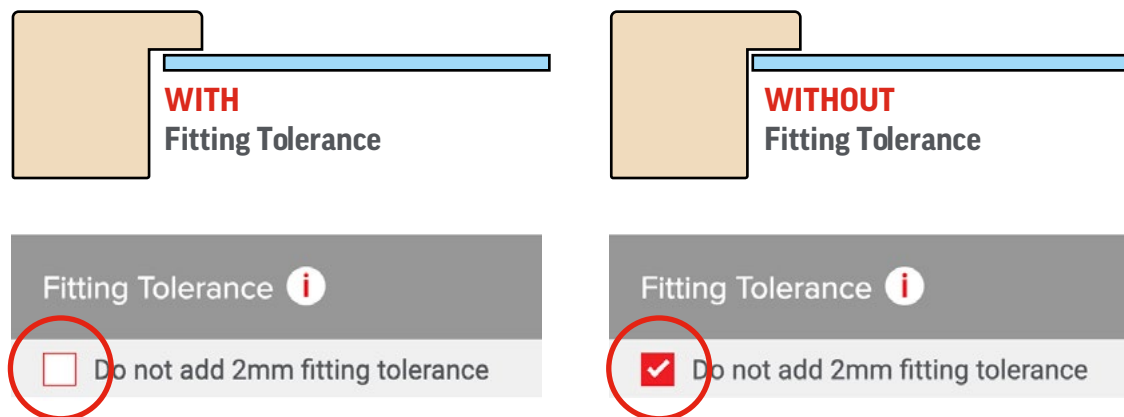 WITH
Fitting Tolerance
WITHOUT
Fitting Tolerance
Fitting Tolerance i
Do not add 2mm fitting tolerance
Fitting Tolerance i
Do not add 2mm fitting tolerance